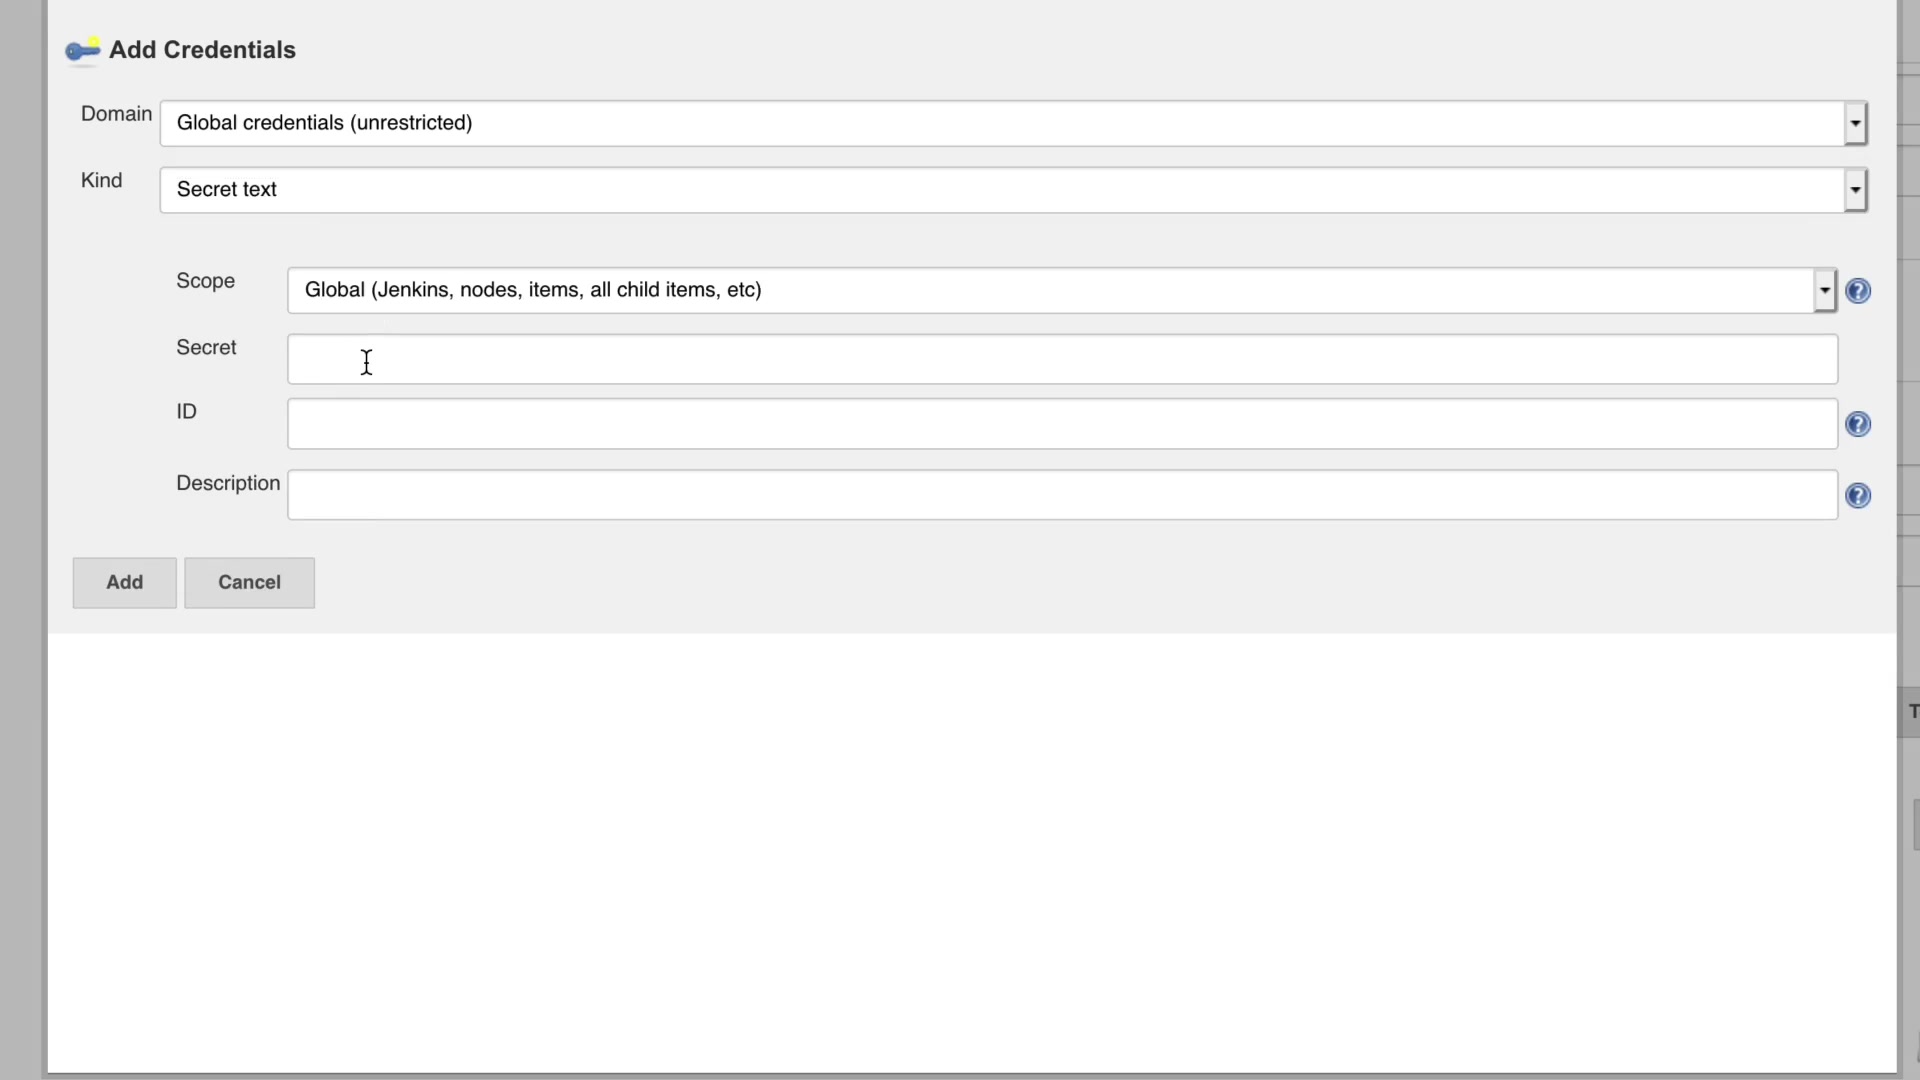 Add Credentials
Domain
Global credentials (unrestricted)
Kind
Secret text
Scope
Global (Jenkins, nodes, items, all child items, etc)
Secret
ID
Description
Add
Cancel